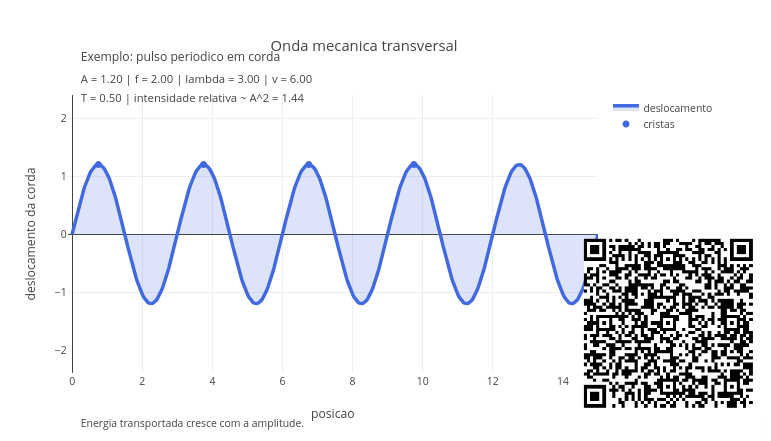 Onda mecanica transversal
Exemplo: pulso periodico em corda
A = 1.20 | f = 2.00 | lambda = 3.00 | v = 6.00
T = 0.50 | intensidade relativa ~ A^2 = 1.44
deslocamento
cristas
deslocamento da corda
2
1
0
−1
−2
0 2 4 6 8 10 12 14
posicao
Energia transportada cresce com a amplitude.